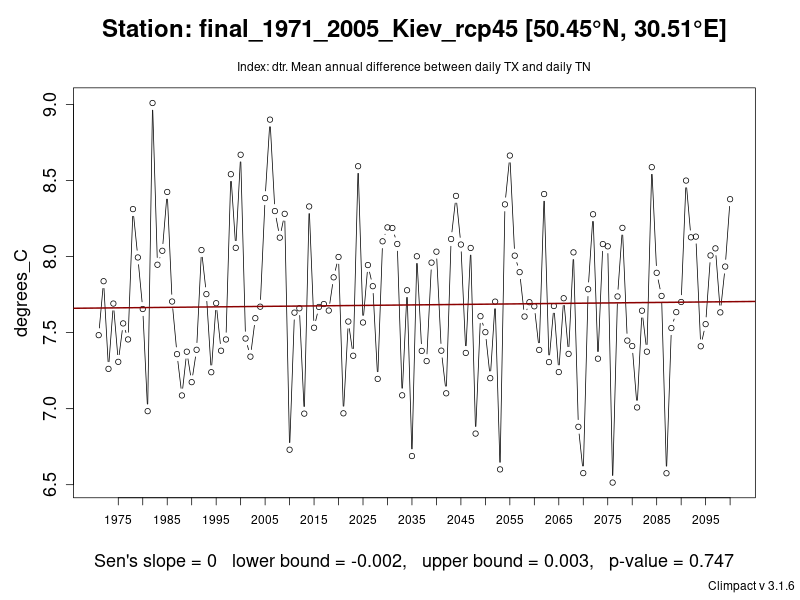 Station: final_1971_2005_Kiev_rcp45 [50.45°N, 30.51°E]
Index: dtr. Mean annual difference between daily TX and daily TN
degrees_C
9.0
8.5
8.0
7.5
7.0
6.5
1975 1985 1995 2005 2015 2025 2035 2045 2055 2065 2075 2085 2095
Sen's slope = 0 lower bound = -0.002, upper bound = 0.003, p-value = 0.747
Climpact v 3.1.6